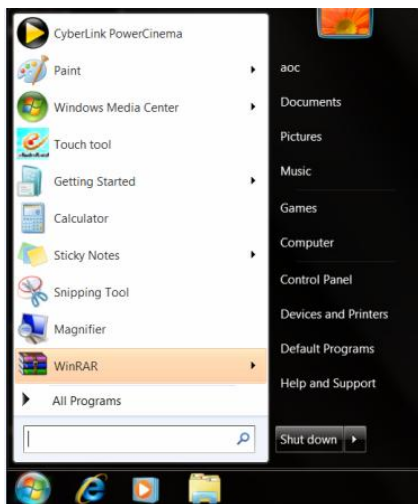 CyberLink PowerCinema
Paint
Windows Media Center
Touch tool
Getting Started
Calculator
Sticky Notes
Snipping Tool
Magnifier
WinRAR
All Programs
aoc
Documents
Pictures
Music
Games
Computer
Control Panel
Devices and Printers
Default Programs
Help and Support
Shut down